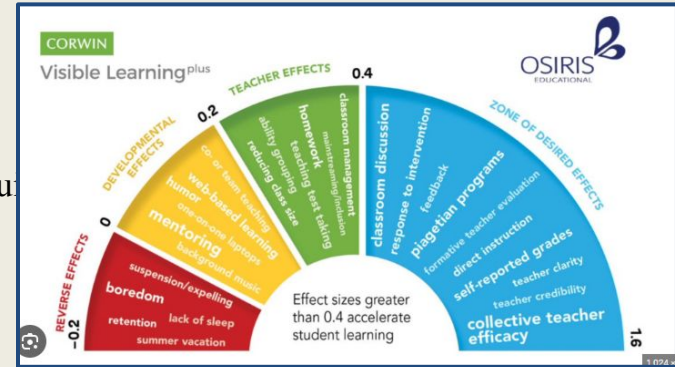 CORWIN
Visible Learningplus
OSIRIS
EDUCATIONAL
REVERSE EFFECTS
DEVELOPMENTAL
EFFECTS
TEACHER EFFECTS
ZONE OF DESIRED EFFECTS
-0.2
0
0.2
0.4
1.6
suspension/expelling
boredom
retention
lack of sleep
summer vacation
co- or team teaching
web-based learning
humor
one-on-one laptops
mentoring
background music
classroom management
mainstreaming/inclusion
homework
teaching test taking
ability grouping
reducing class size
classroom discussion
response to intervention
feedback
piagetian programs
formative teacher evaluation
direct instruction
self-reported grades
teacher clarity
teacher credibility
collective teacher
efficacy
Effect sizes greater
than 0.4 accelerate
student learning